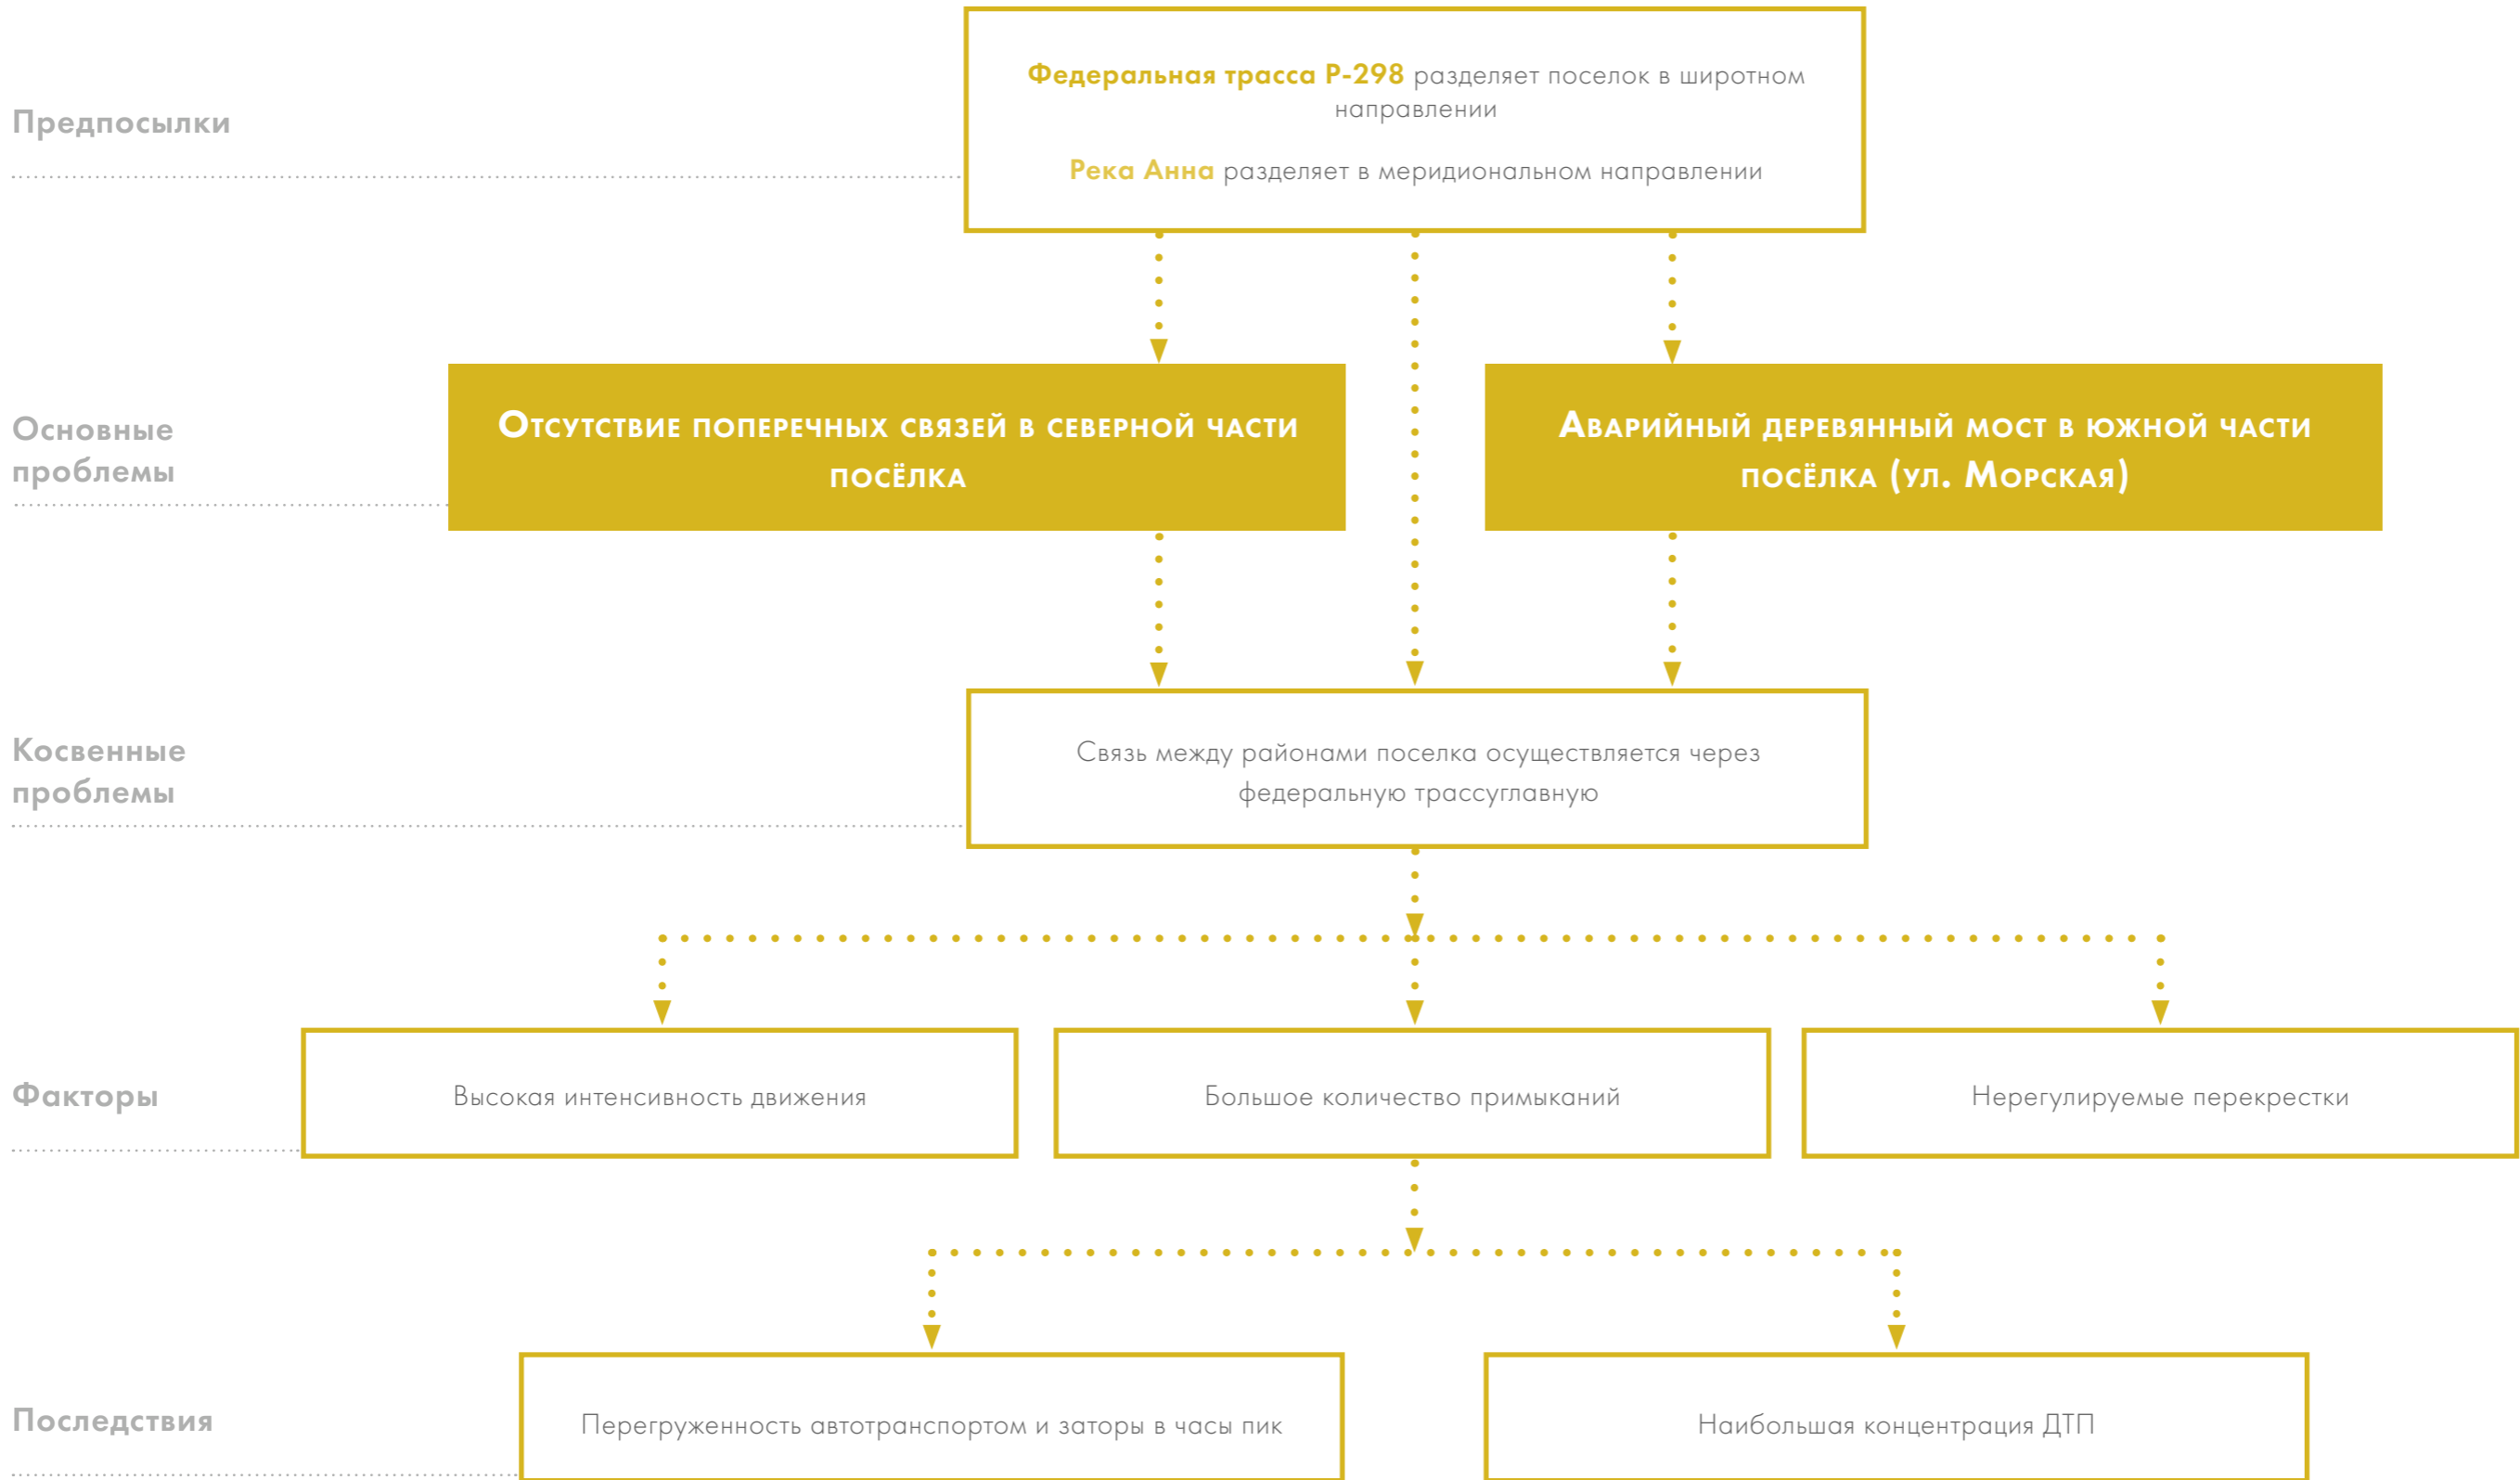 Предпосылки
Федеральная трасса Р-298 разделяет поселок в широтном
направлении
Река Анна разделяет в меридиональном направлении
Основные
проблемы
Отсутствие поперечных связей в северной части
посёлка
Аварийный деревянный мост в южной части
посёлка (ул. Морская)
Косвенные
проблемы
Связь между районами поселка осуществляется через
федеральную трассуглавную
Факторы
Высокая интенсивность движения
Большое количество примыканий
Нерегулируемые перекрестки
Последствия
Перегруженность автотранспортом и заторы в часы пик
Наибольшая концентрация ДТП